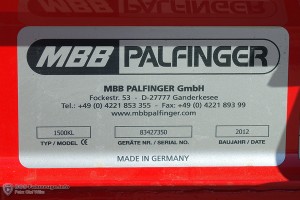 MBB PALFINGER
MBB PALFINGER GmbH
Fockestr. 53 - D-27777 Ganderkesee
Tel.: +49 (0) 4221 853 355 - Fax: +49 (0) 4221 893 99
www.mbbpalfinger.com
1500KL 83427350 2012
TYP / MODEL GERÄTE NR. / SERIAL NO. BAUJAHR / DATE
MADE IN GERMANY